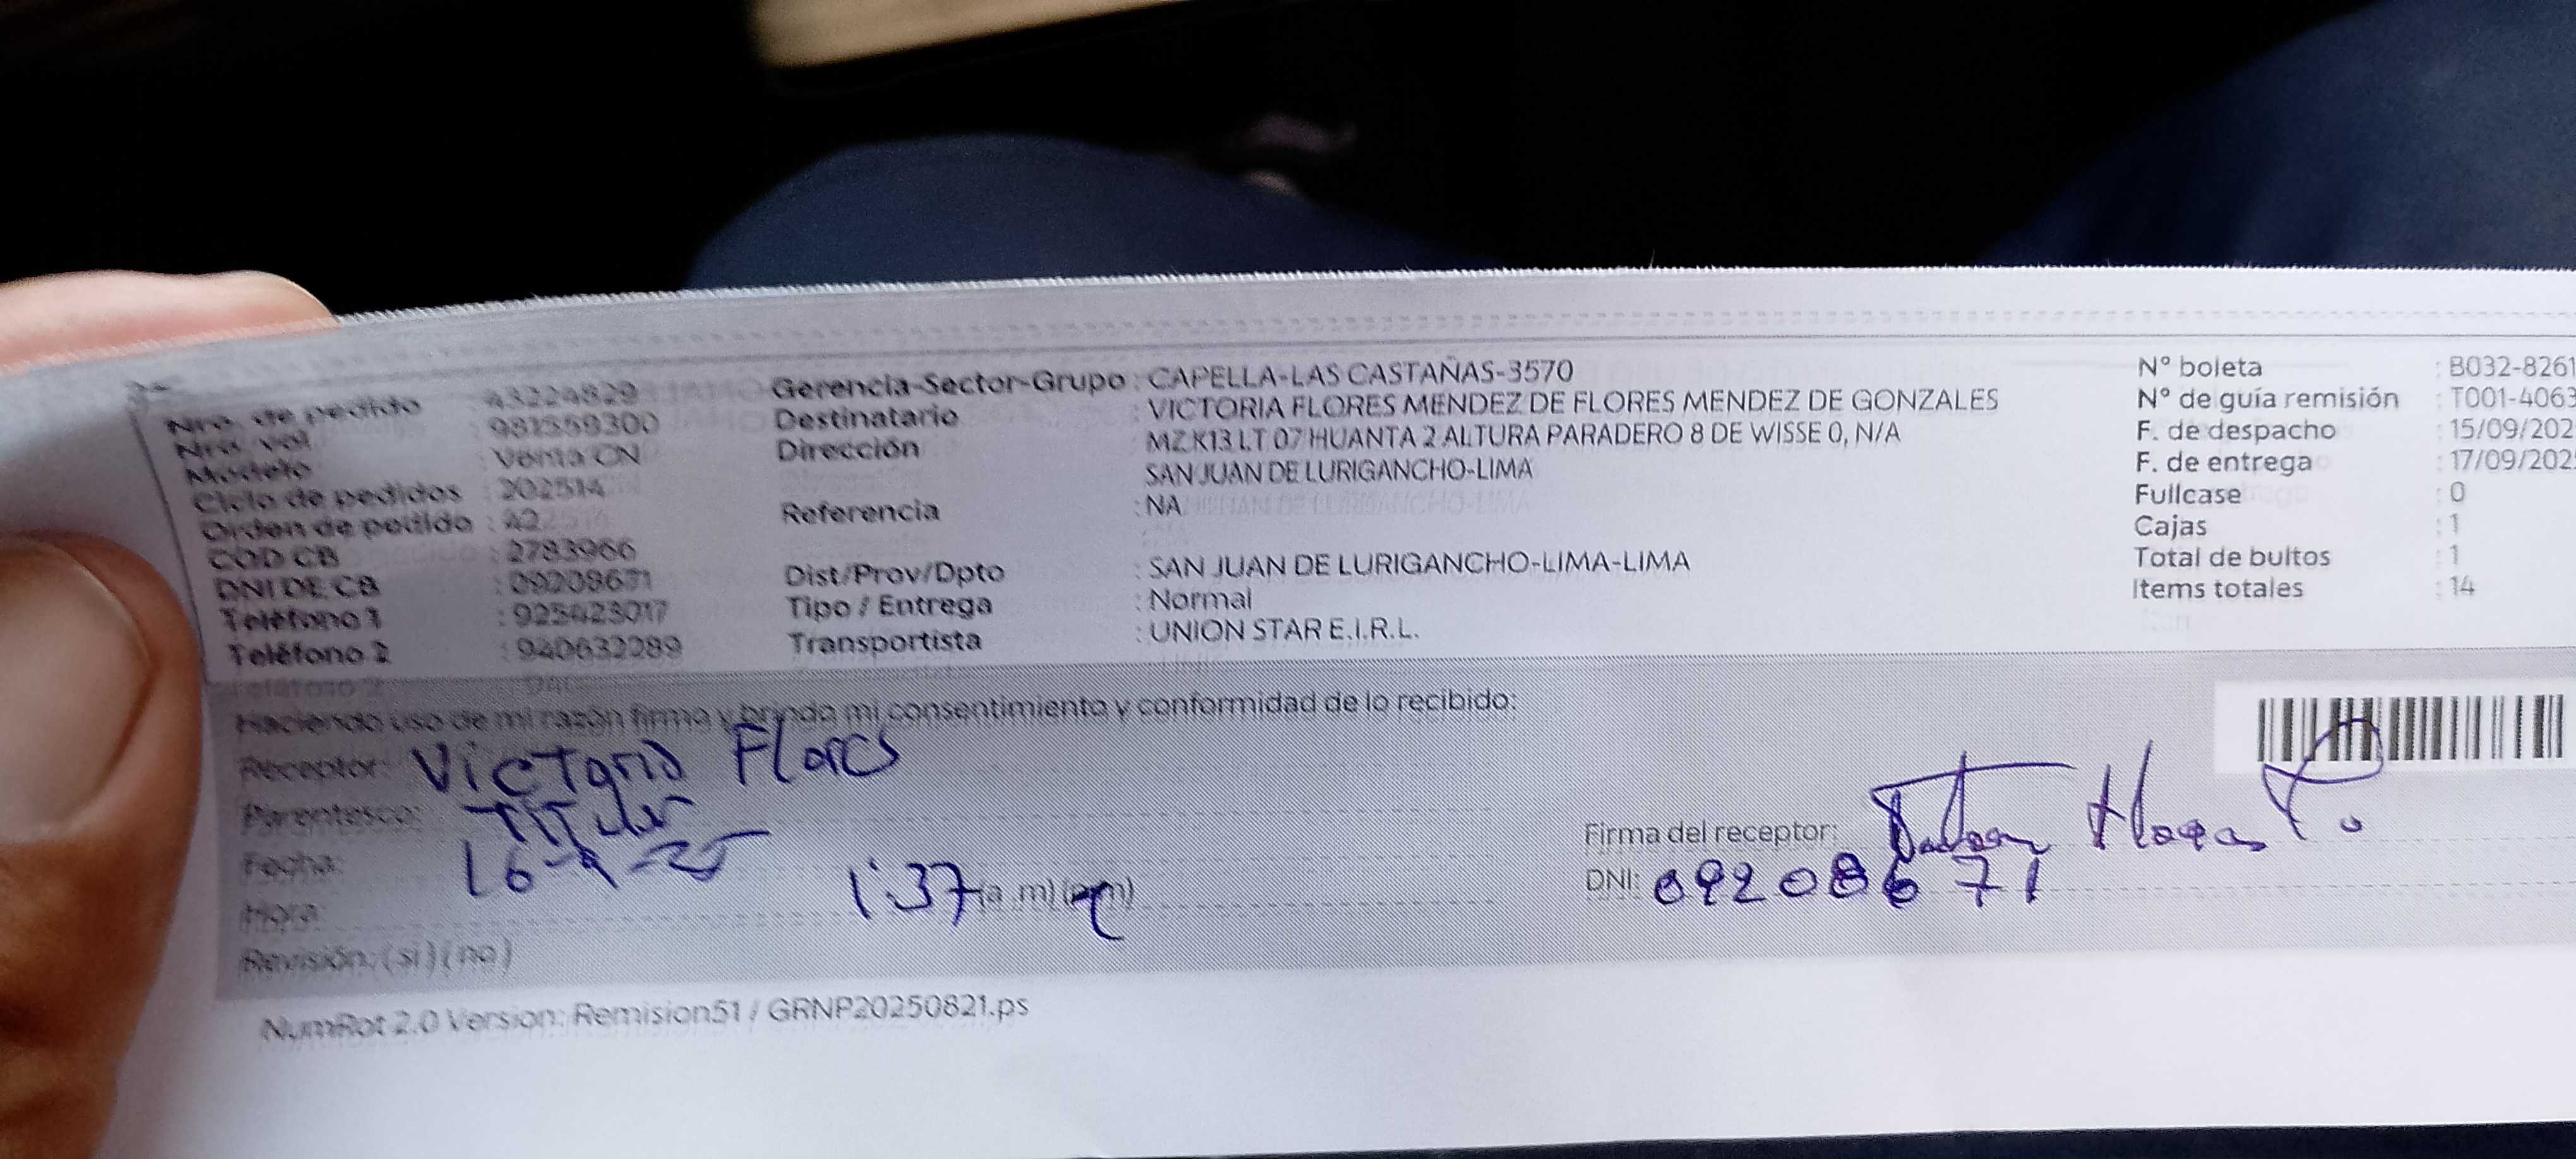 Nro. de pedido : 43224829
Nro. vol : 981559300
Modelo : Venta CN
Ciclo de pedidos : 202514
Orden de pedido : 42
COD CB : 2783966
DNI DE CB : 09208671
Teléfono 1 : 925423017
Teléfono 2 : 940632289
Gerencia-Sector-Grupo : CAPELLA-LAS CASTAÑAS-3570
Destinatario : VICTORIA FLORES MENDEZ DE FLORES MENDEZ DE GONZALES
Dirección : MZ K13 LT 07 HUANTA 2 ALTURA PARADERO 8 DE WISSE 0, N/A
SAN JUAN DE LURIGANCHO-LIMA
Referencia : NA
Dist/Prov/Dpto : SAN JUAN DE LURIGANCHO-LIMA-LIMA
Tipo / Entrega : Normal
Transportista : UNION STAR E.I.R.L.
N° boleta : B032-8261
N° de guía remisión : T001-4063
F. de despacho : 15/09/202
F. de entrega : 17/09/202
Fullcase : 0
Cajas : 1
Total de bultos : 1
Items totales : 14
Haciendo uso de mi razón firma y brindo mi consentimiento y conformidad de lo recibido:
Receptor: Victoria Flores
Parentesco: Titular
Fecha: 16-9-25
Hora: 1:37 (a.m) (p.m)
Revisión: (si) (no)
Firma del receptor:
DNI: 09208671
NumRot 2.0 Version: Remision51 / GRNP20250821.ps